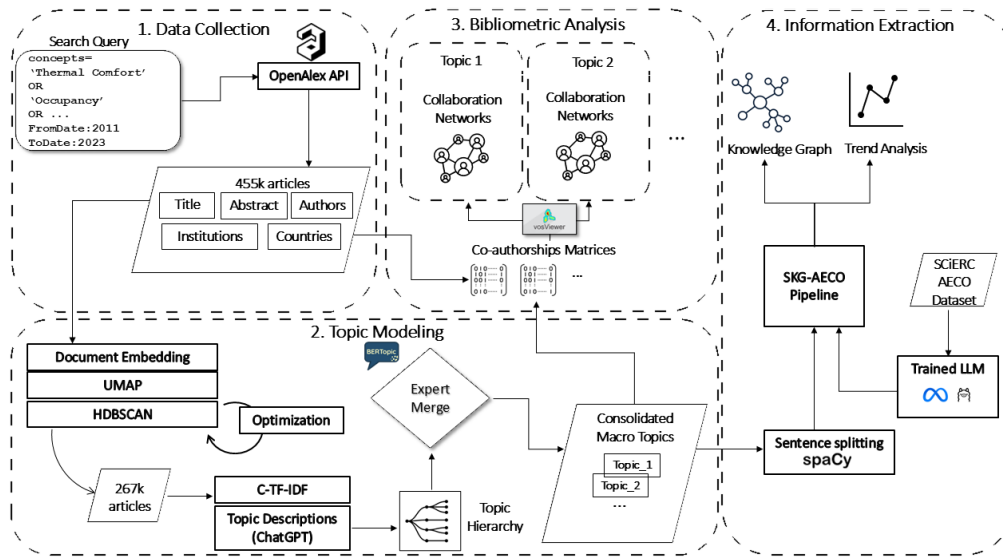 1. Data Collection
Search Query
concepts=
‘Thermal Comfort’
OR
‘Occupancy’
OR ...
FromDate:2011
ToDate:2023
OpenAlex API
455k articles
Title
Abstract
Authors
Institutions
Countries
2. Topic Modeling
BERTopic
Document Embedding
UMAP
HDBSCAN
Optimization
267k
articles
C-TF-IDF
Topic Descriptions
(ChatGPT)
Topic
Hierarchy
Expert
Merge
Consolidated
Macro Topics
Topic_1
Topic_2
...
3. Bibliometric Analysis
Topic 1
Collaboration
Networks
Topic 2
Collaboration
Networks
...
vosViewer
Co-authorships Matrices
...
4. Information Extraction
Knowledge Graph
Trend Analysis
SKG-AECO
Pipeline
SCiERC
AECO
Dataset
Trained LLM
Sentence splitting
spaCy